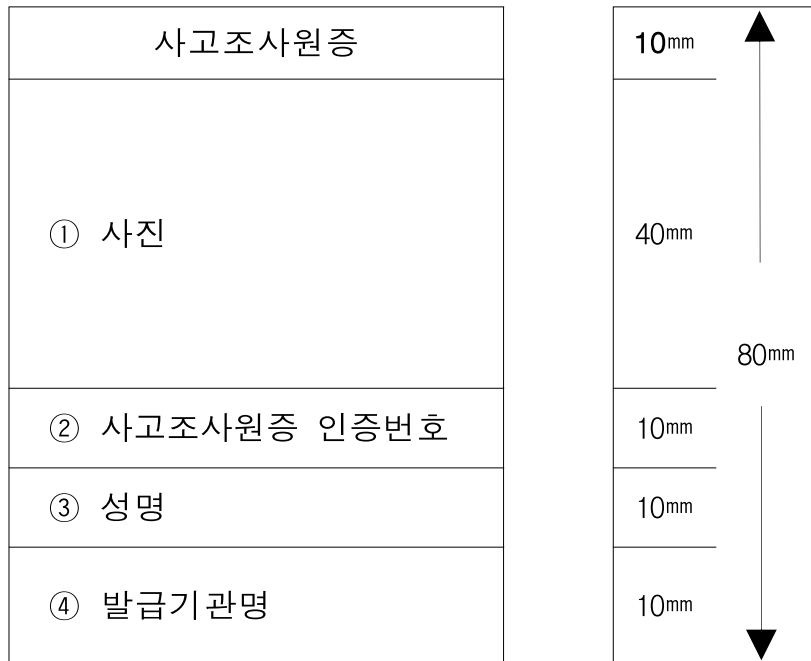 사고조사원증
10mm
① 사진
40mm
80mm
② 사고조사원증 인증번호
10mm
③ 성명
10mm
④ 발급기관명
10mm